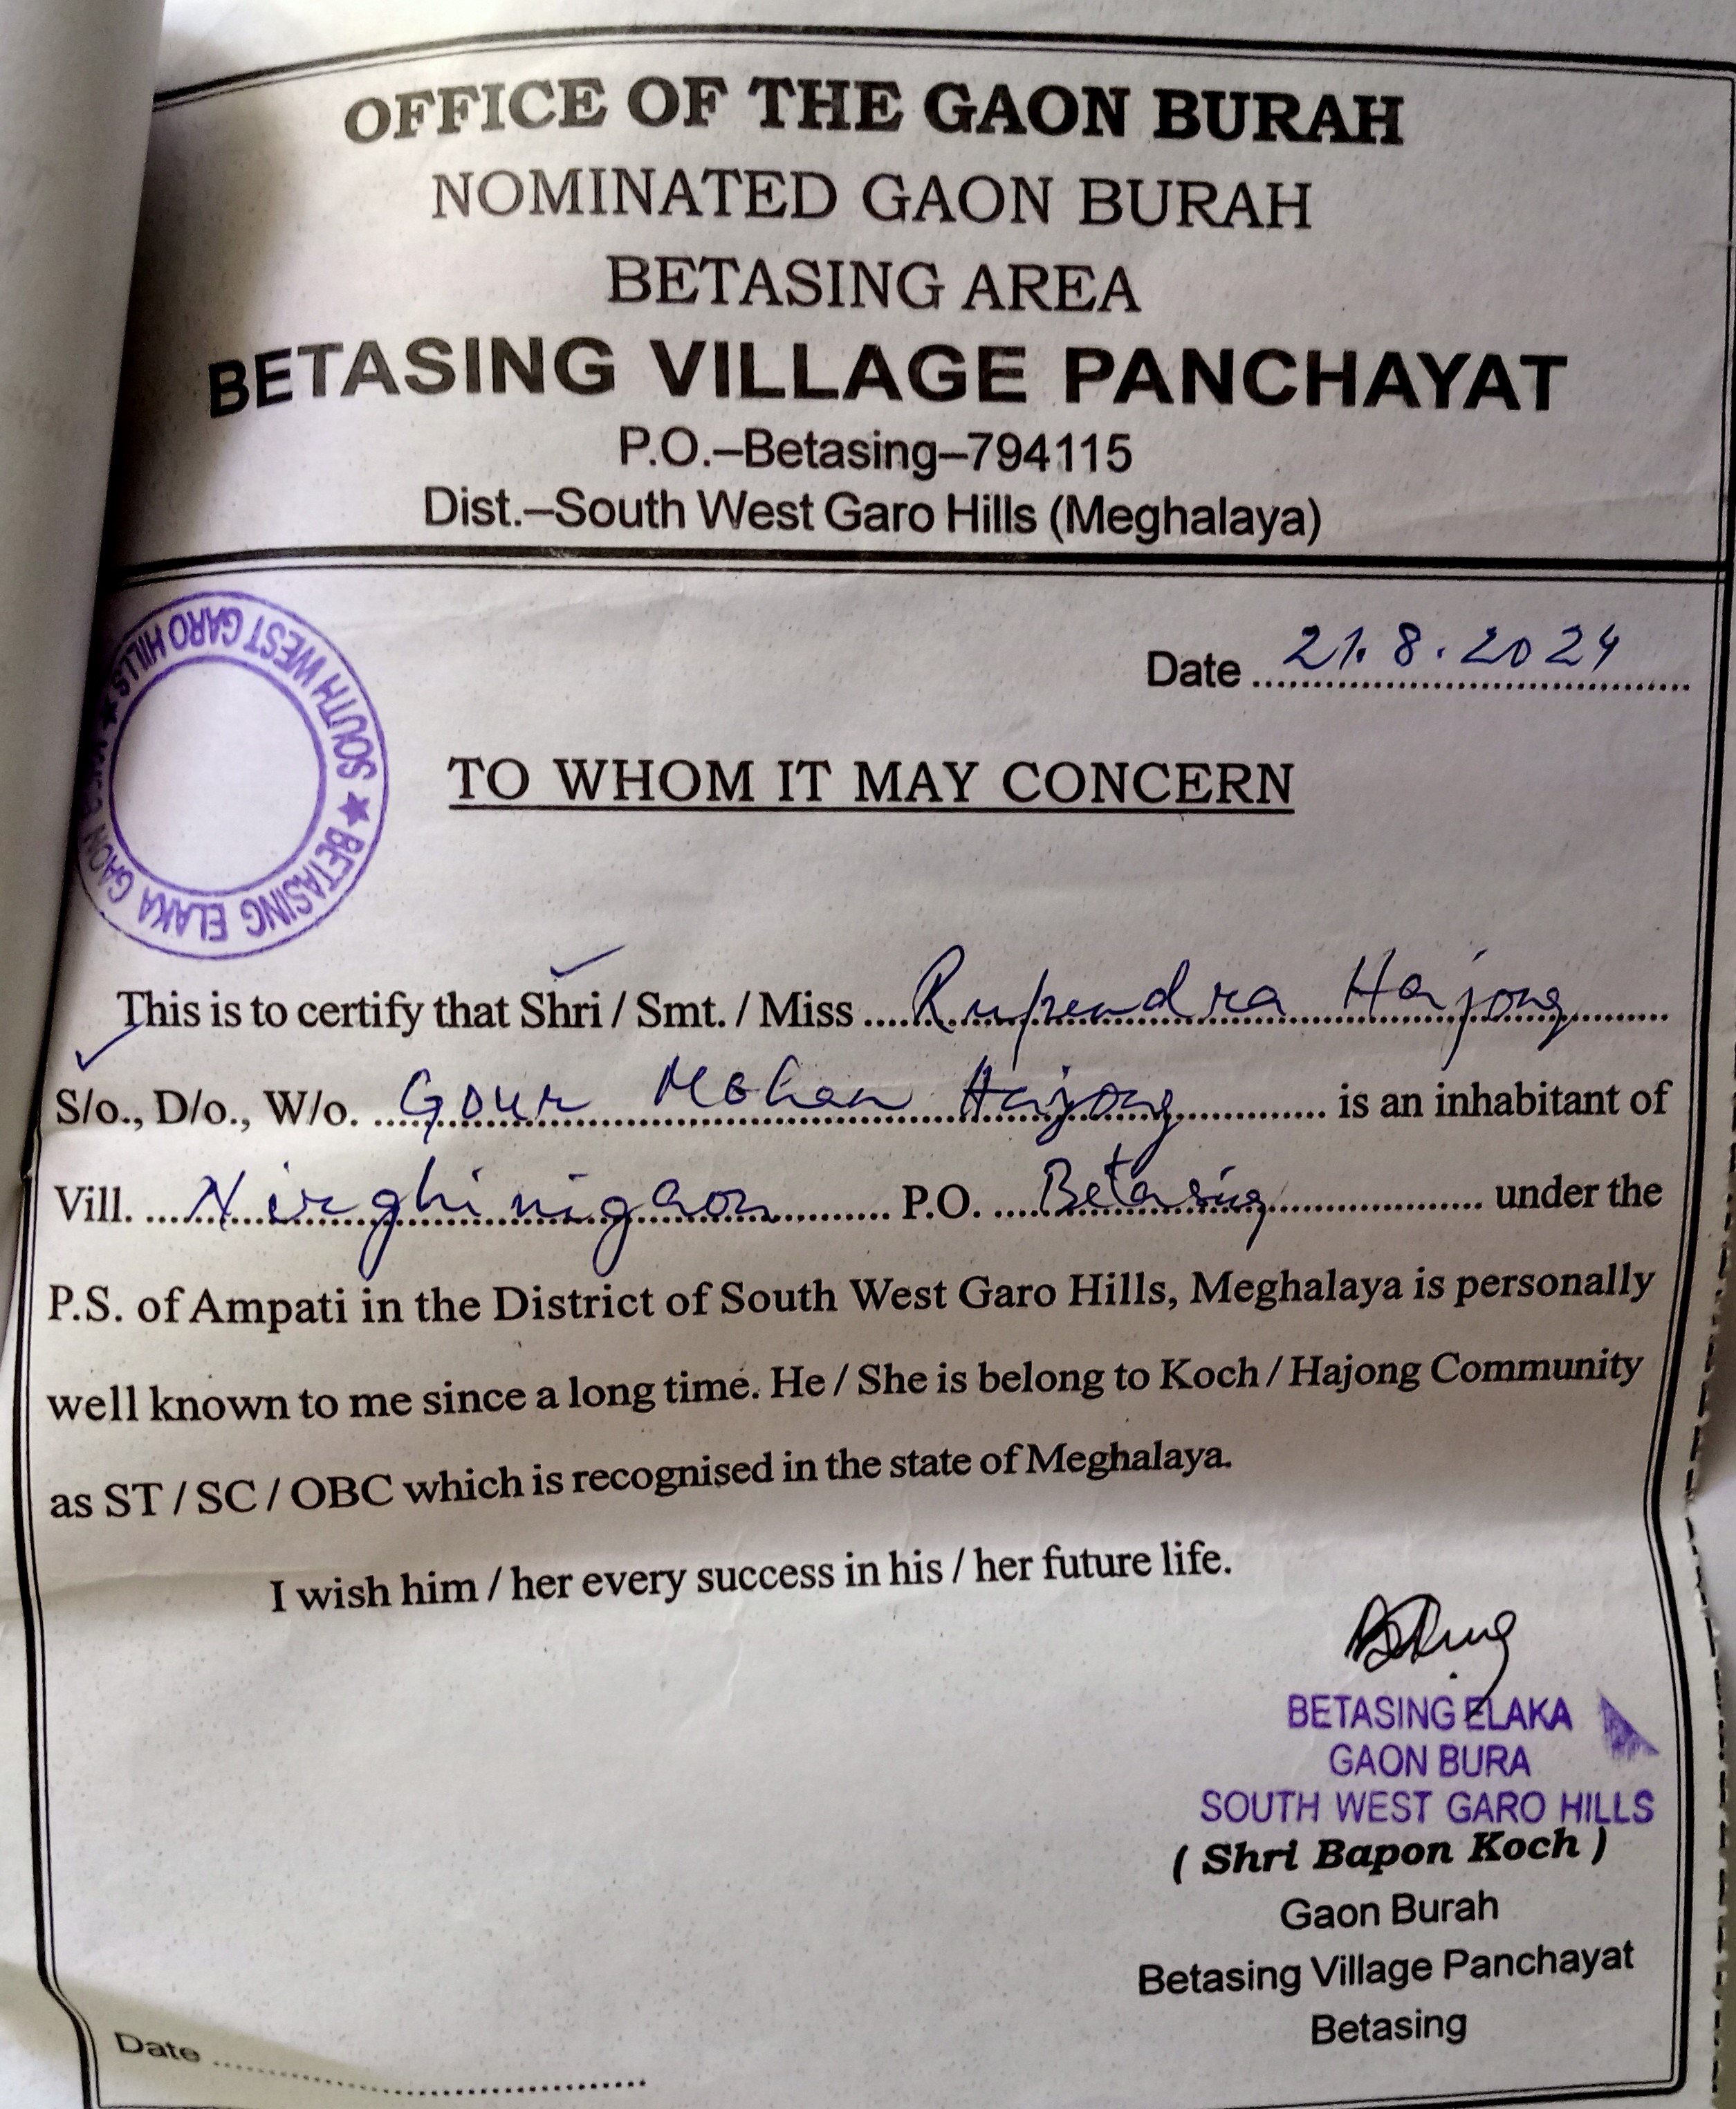 OFFICE OF THE GAON BURAH
NOMINATED GAON BURAH
BETASING AREA
BETASING VILLAGE PANCHAYAT
P.O.–Betasing–794115
Dist.–South West Garo Hills (Meghalaya)
Date 21.8.2024
SOUTH WEST GARO HILLS ★ BETASING ELAKA GAON
TO WHOM IT MAY CONCERN
This is to certify that Shri / Smt. / Miss Rupendra Hajong
S/o., D/o., W/o. Gour Mohan Hajong is an inhabitant of
Vill. Nirghinigaon P.O. Betasing under the
P.S. of Ampati in the District of South West Garo Hills, Meghalaya is personally
well known to me since a long time. He / She is belong to Koch / Hajong Community
as ST / SC / OBC which is recognised in the state of Meghalaya.
I wish him / her every success in his / her future life.
BETASING ELAKA
GAON BURA
SOUTH WEST GARO HILLS
( Shri Bapon Koch )
Gaon Burah
Betasing Village Panchayat
Betasing
Date